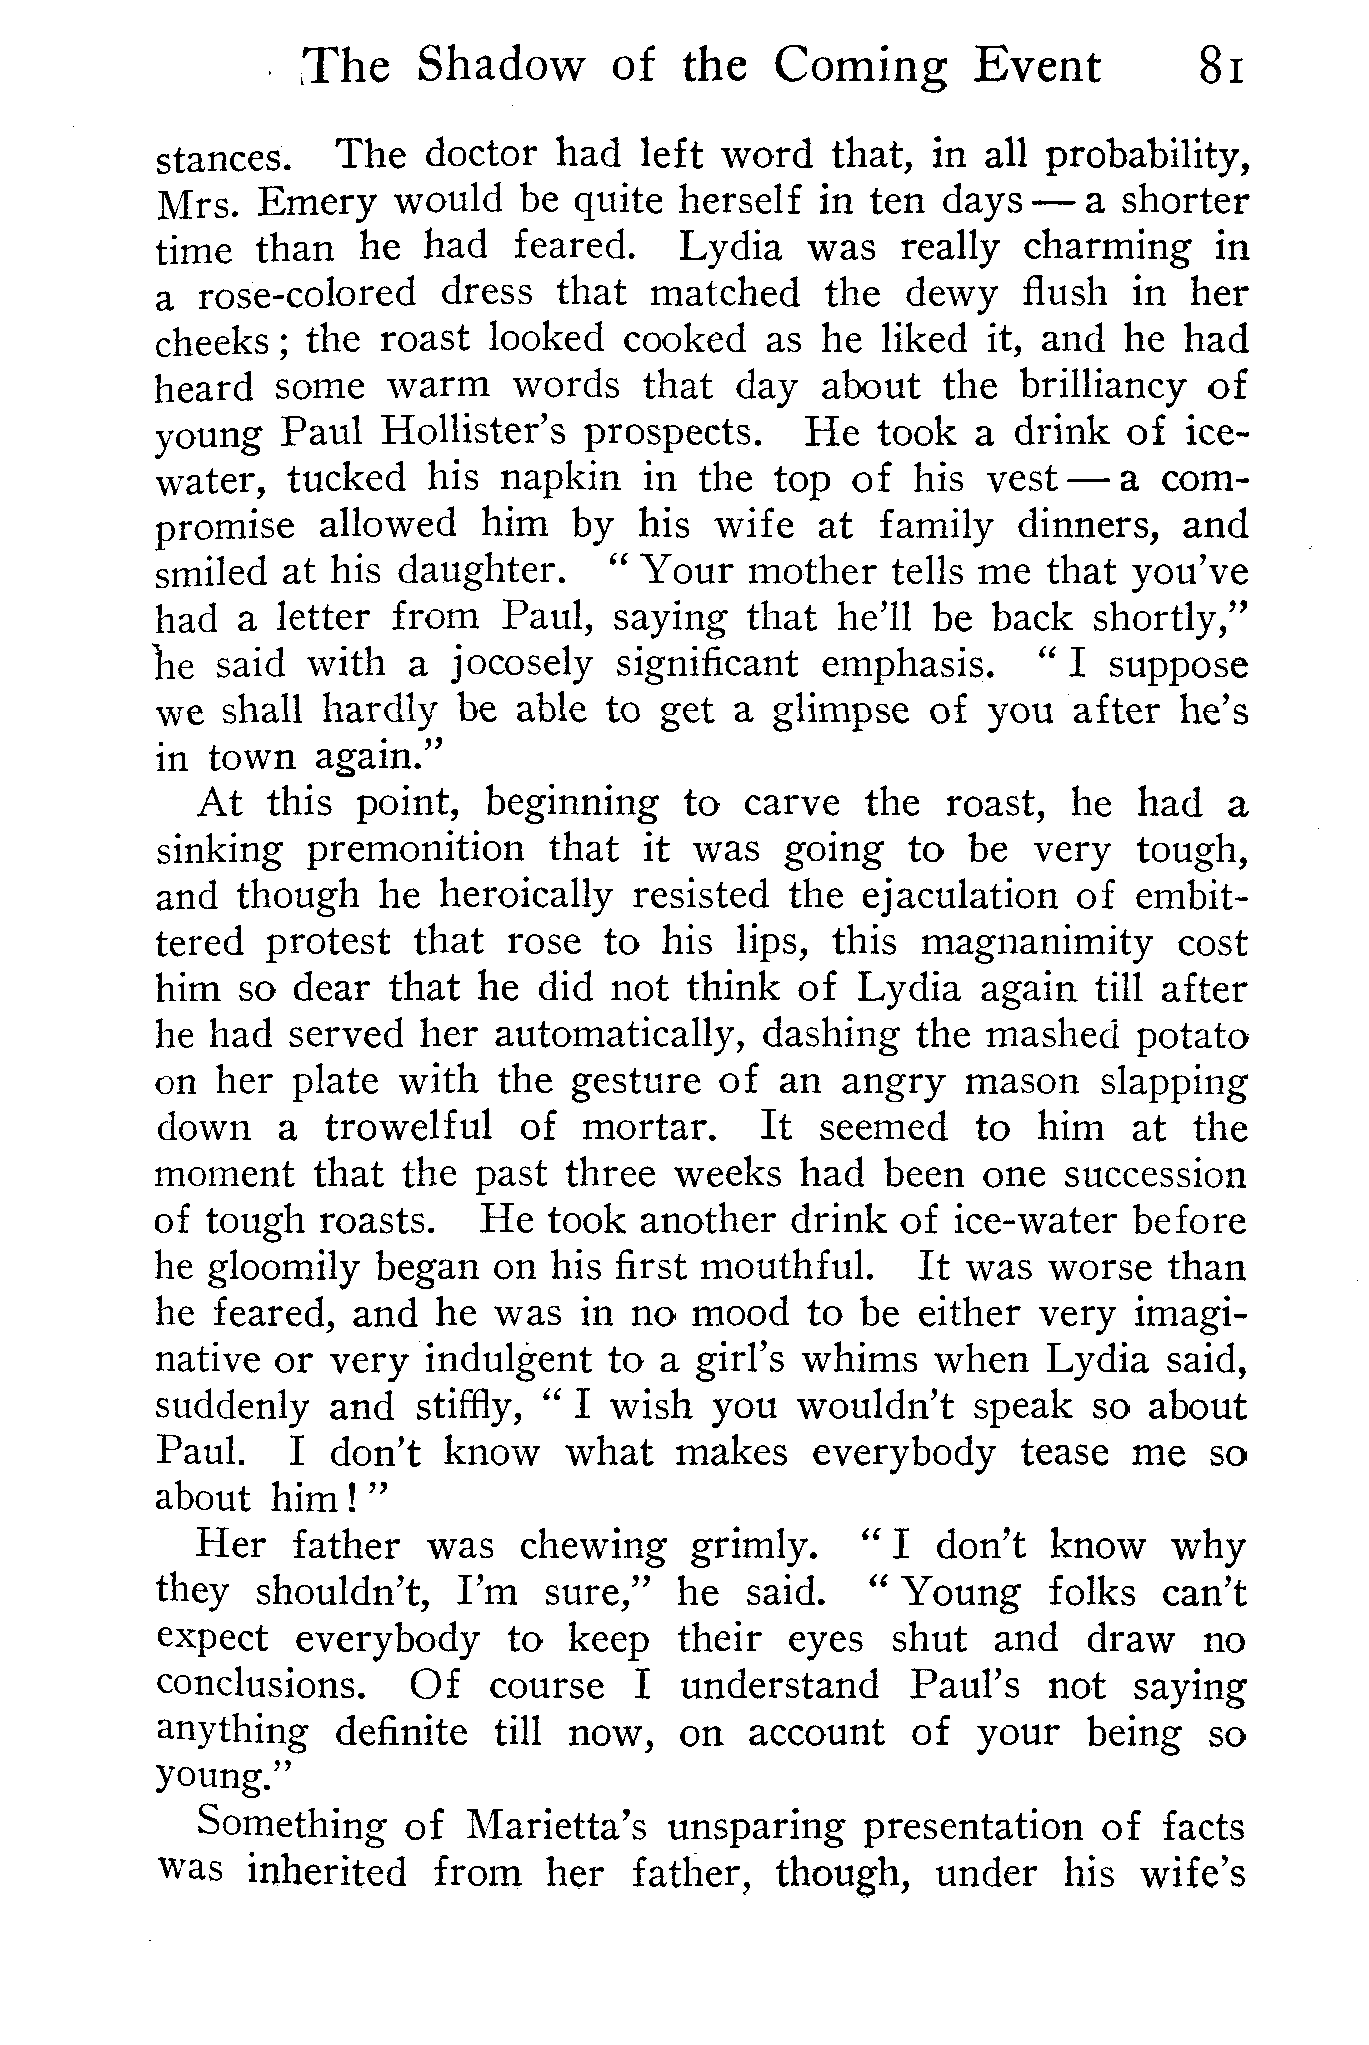 The Shadow of the Coming Event 81
stances. The doctor had left word that, in all probability,
Mrs. Emery would be quite herself in ten days — a shorter
time than he had feared. Lydia was really charming in
a rose-colored dress that matched the dewy flush in her
cheeks; the roast looked cooked as he liked it, and he had
heard some warm words that day about the brilliancy of
young Paul Hollister's prospects. He took a drink of ice-
water, tucked his napkin in the top of his vest — a com-
promise allowed him by his wife at family dinners, and
smiled at his daughter. "Your mother tells me that you've
had a letter from Paul, saying that he'll be back shortly,"
he said with a jocosely significant emphasis. "I suppose
we shall hardly be able to get a glimpse of you after he's
in town again."
At this point, beginning to carve the roast, he had a
sinking premonition that it was going to be very tough,
and though he heroically resisted the ejaculation of embit-
tered protest that rose to his lips, this magnanimity cost
him so dear that he did not think of Lydia again till after
he had served her automatically, dashing the mashed potato
on her plate with the gesture of an angry mason slapping
down a trowelful of mortar. It seemed to him at the
moment that the past three weeks had been one succession
of tough roasts. He took another drink of ice-water before
he gloomily began on his first mouthful. It was worse than
he feared, and he was in no mood to be either very imagi-
native or very indulgent to a girl's whims when Lydia said,
suddenly and stiffly, "I wish you wouldn't speak so about
Paul. I don't know what makes everybody tease me so
about him!"
Her father was chewing grimly. "I don't know why
they shouldn't, I'm sure," he said. "Young folks can't
expect everybody to keep their eyes shut and draw no
conclusions. Of course I understand Paul's not saying
anything definite till now, on account of your being so
young."
Something of Marietta's unsparing presentation of facts
was inherited from her father, though, under his wife's